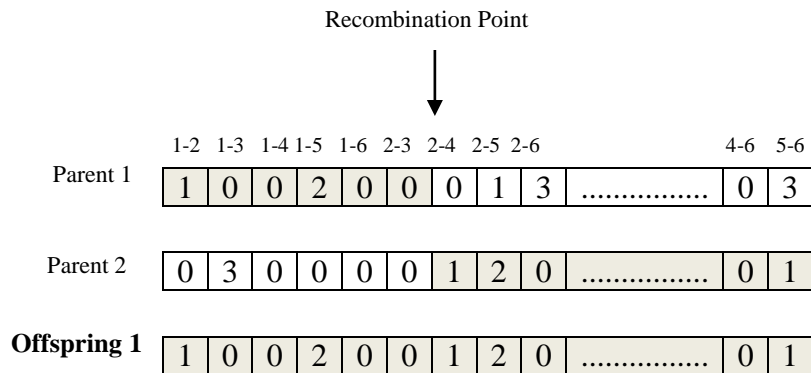 Recombination Point
1-2 1-3 1-4 1-5 1-6 2-3 2-4 2-5 2-6 4-6 5-6
Parent 1 1 0 0 2 0 0 0 1 3 ................ 0 3
Parent 2 0 3 0 0 0 0 1 2 0 ................ 0 1
Offspring 1 1 0 0 2 0 0 1 2 0 ................ 0 1